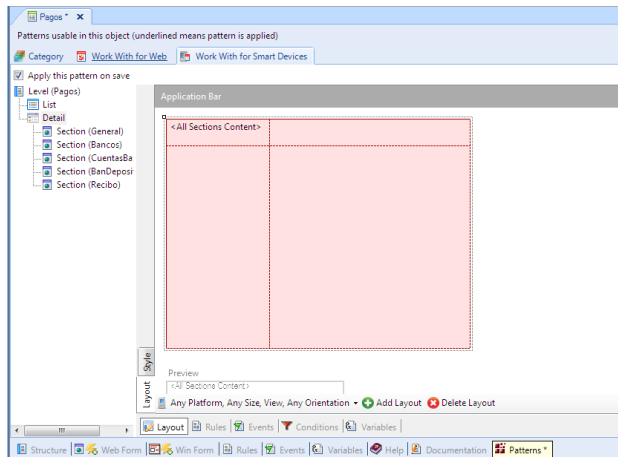 Pagos *
Patterns usable in this object (underlined means pattern is applied)
Category Work With for Web Work With for Smart Devices
Apply this pattern on save
Level (Pagos)
List
Detail
Section (General)
Section (Bancos)
Section (CuentasBa
Section (BanDeposi
Section (Recibo)
Application Bar
<All Sections Content>
Style
Layout
Preview
<All Sections Content>
Any Platform, Any Size, View, Any Orientation Add Layout Delete Layout
Layout Rules Events Conditions Variables
Structure Web Form Win Form Rules Events Variables Help Documentation Patterns *